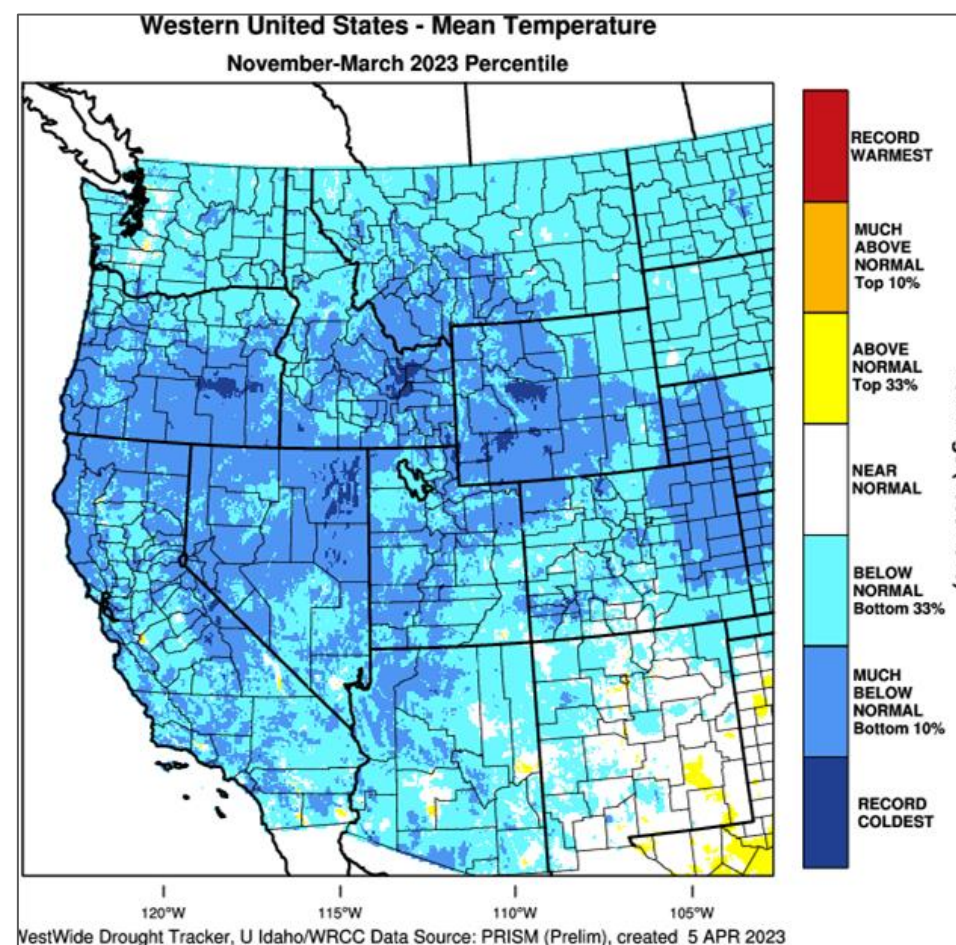 Western United States - Mean Temperature
November-March 2023 Percentile
RECORD
WARMEST
MUCH
ABOVE
NORMAL
Top 10%
ABOVE
NORMAL
Top 33%
NEAR
NORMAL
BELOW
NORMAL
Bottom 33%
MUCH
BELOW
NORMAL
Bottom 10%
RECORD
COLDEST
120°W
115°W
110°W
105°W
WestWide Drought Tracker, U Idaho/WRCC Data Source: PRISM (Prelim), created 5 APR 2023